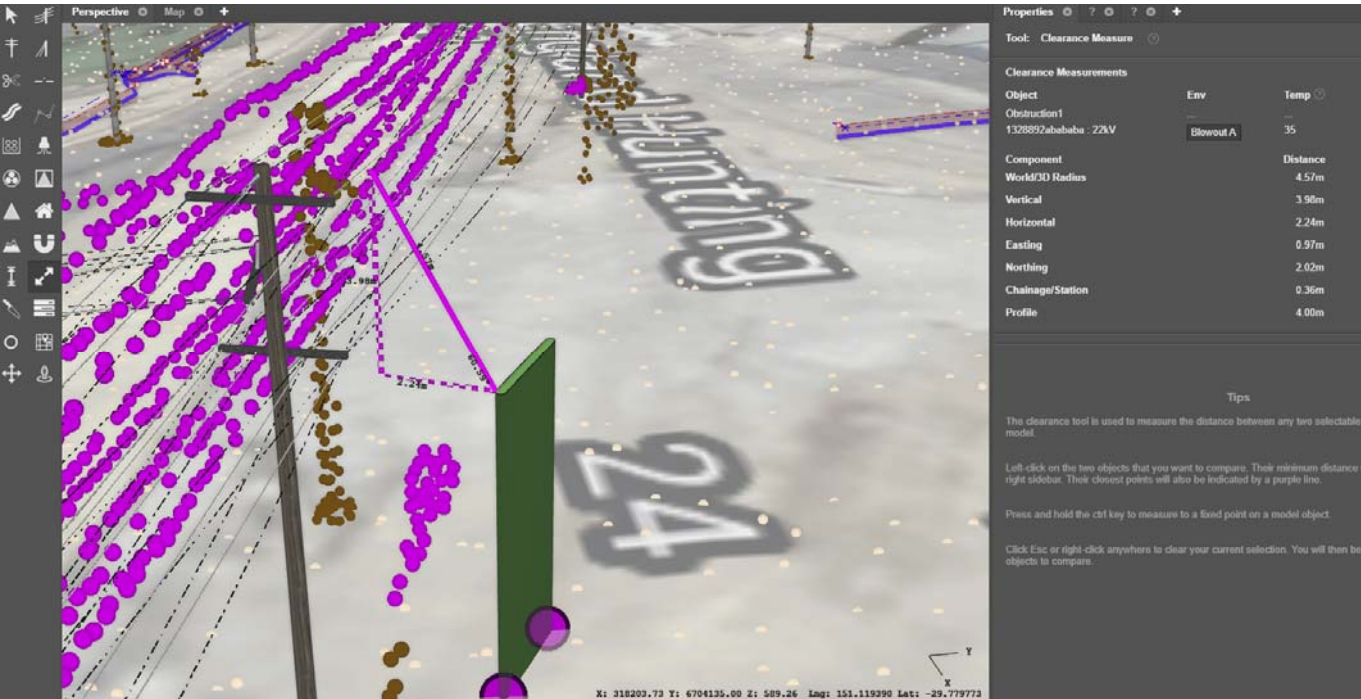 Perspective
Map
Properties
?
?
Tool: Clearance Measure
Clearance Measurements
Object Env Temp
Obstruction1 ... ...
1328892abababa : 22kV Blowout A 35
Component Distance
World/3D Radius 4.57m
Vertical 3.98m
Horizontal 2.24m
Easting 0.97m
Northing 2.02m
Chainage/Station 0.36m
Profile 4.00m
Tips
The clearance tool is used to measure the distance between any two selectable
model.
Left-click on the two objects that you want to compare. Their minimum distance
right sidebar. Their closest points will also be indicated by a purple line.
Press and hold the ctrl key to measure to a fixed point on a model object
Click Esc or right-click anywhere to clear your current selection. You will then be
objects to compare.
Hunting
3.98m
2.24m
24
Y
X
X: 318203.73 Y: 6704135.00 Z: 589.26 Lng: 151.119390 Lat: -29.779773